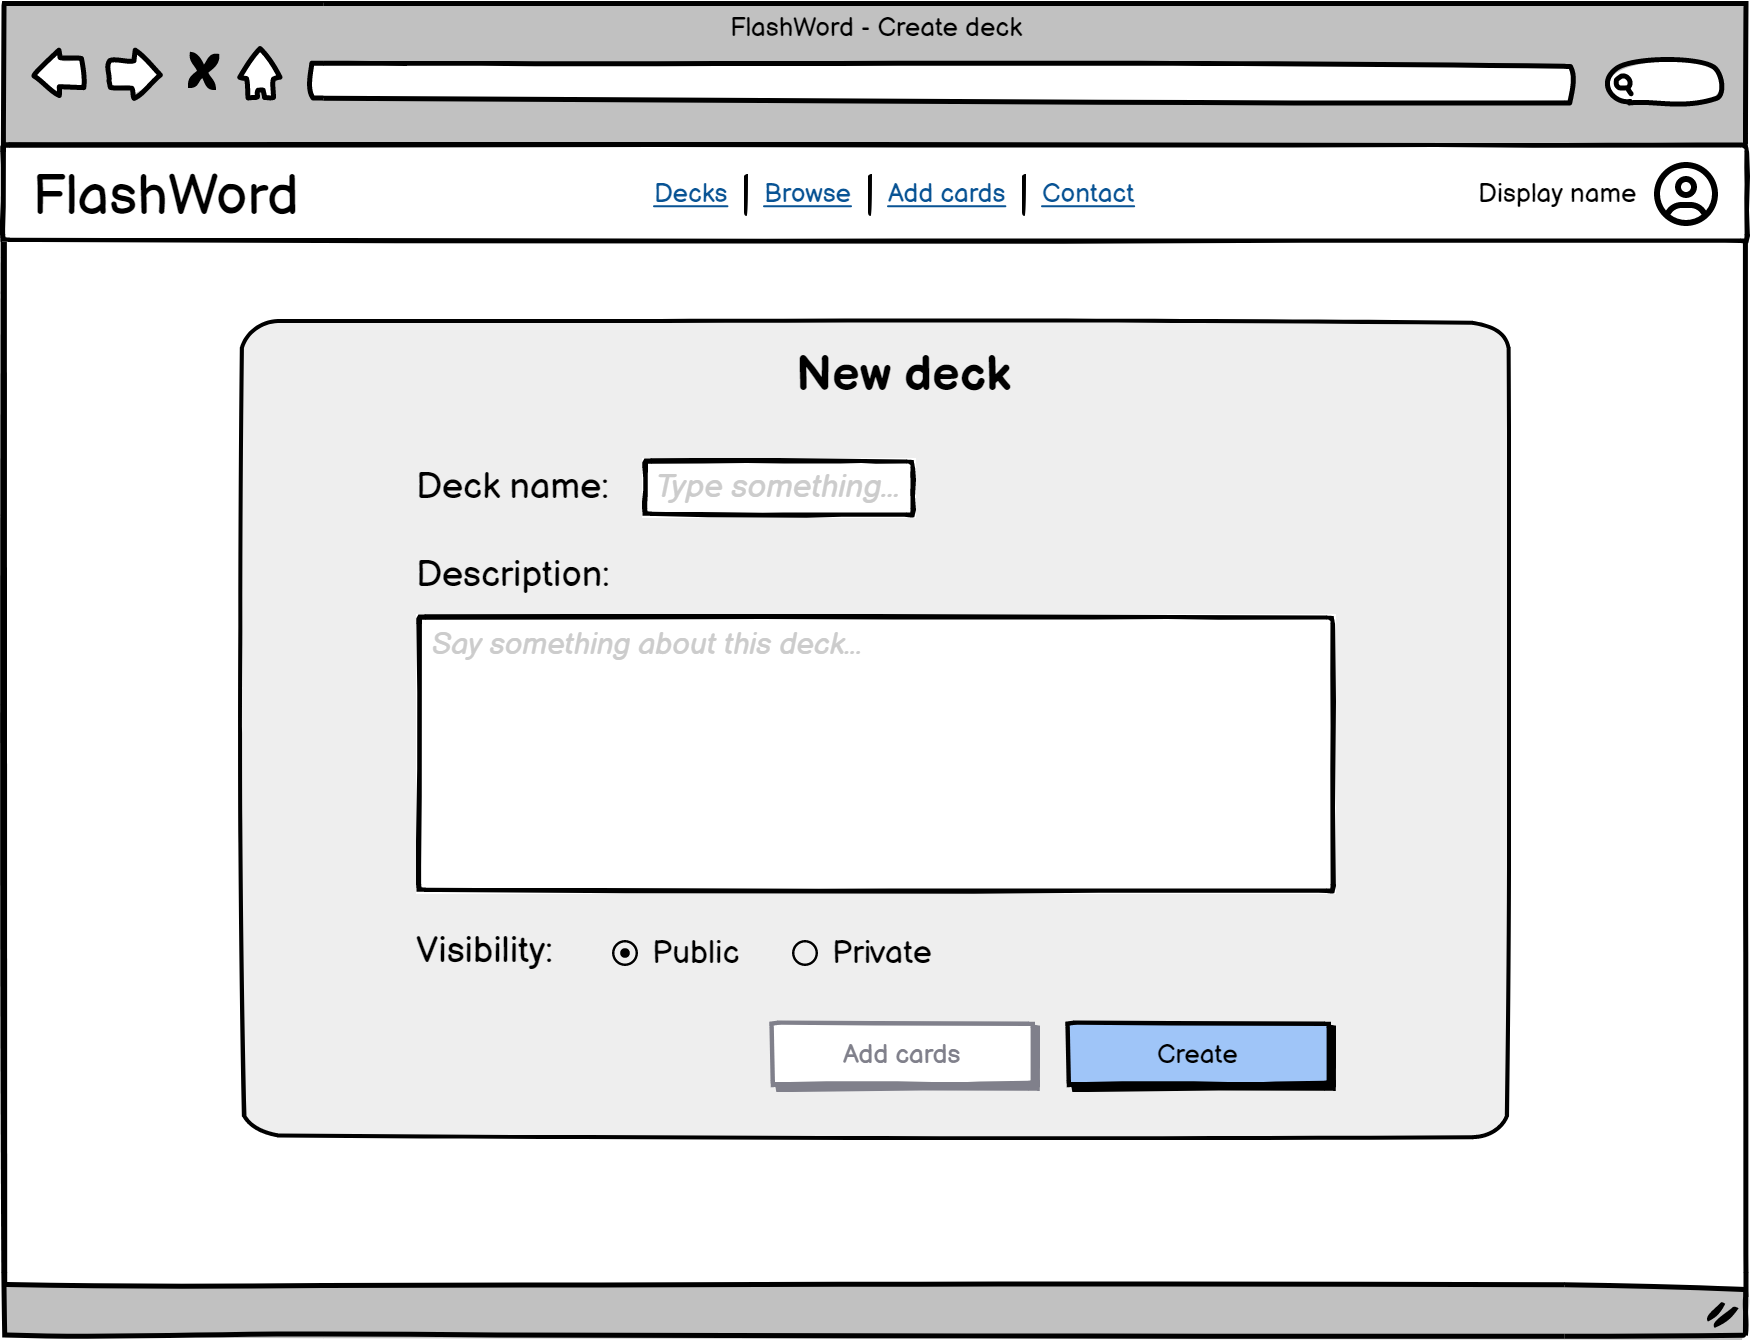 FlashWord - Create deck
FlashWord
Decks | Browse | Add cards | Contact
Display name
New deck
Deck name: Type something...
Description:
Say something about this deck...
Visibility: Public Private
Add cards Create